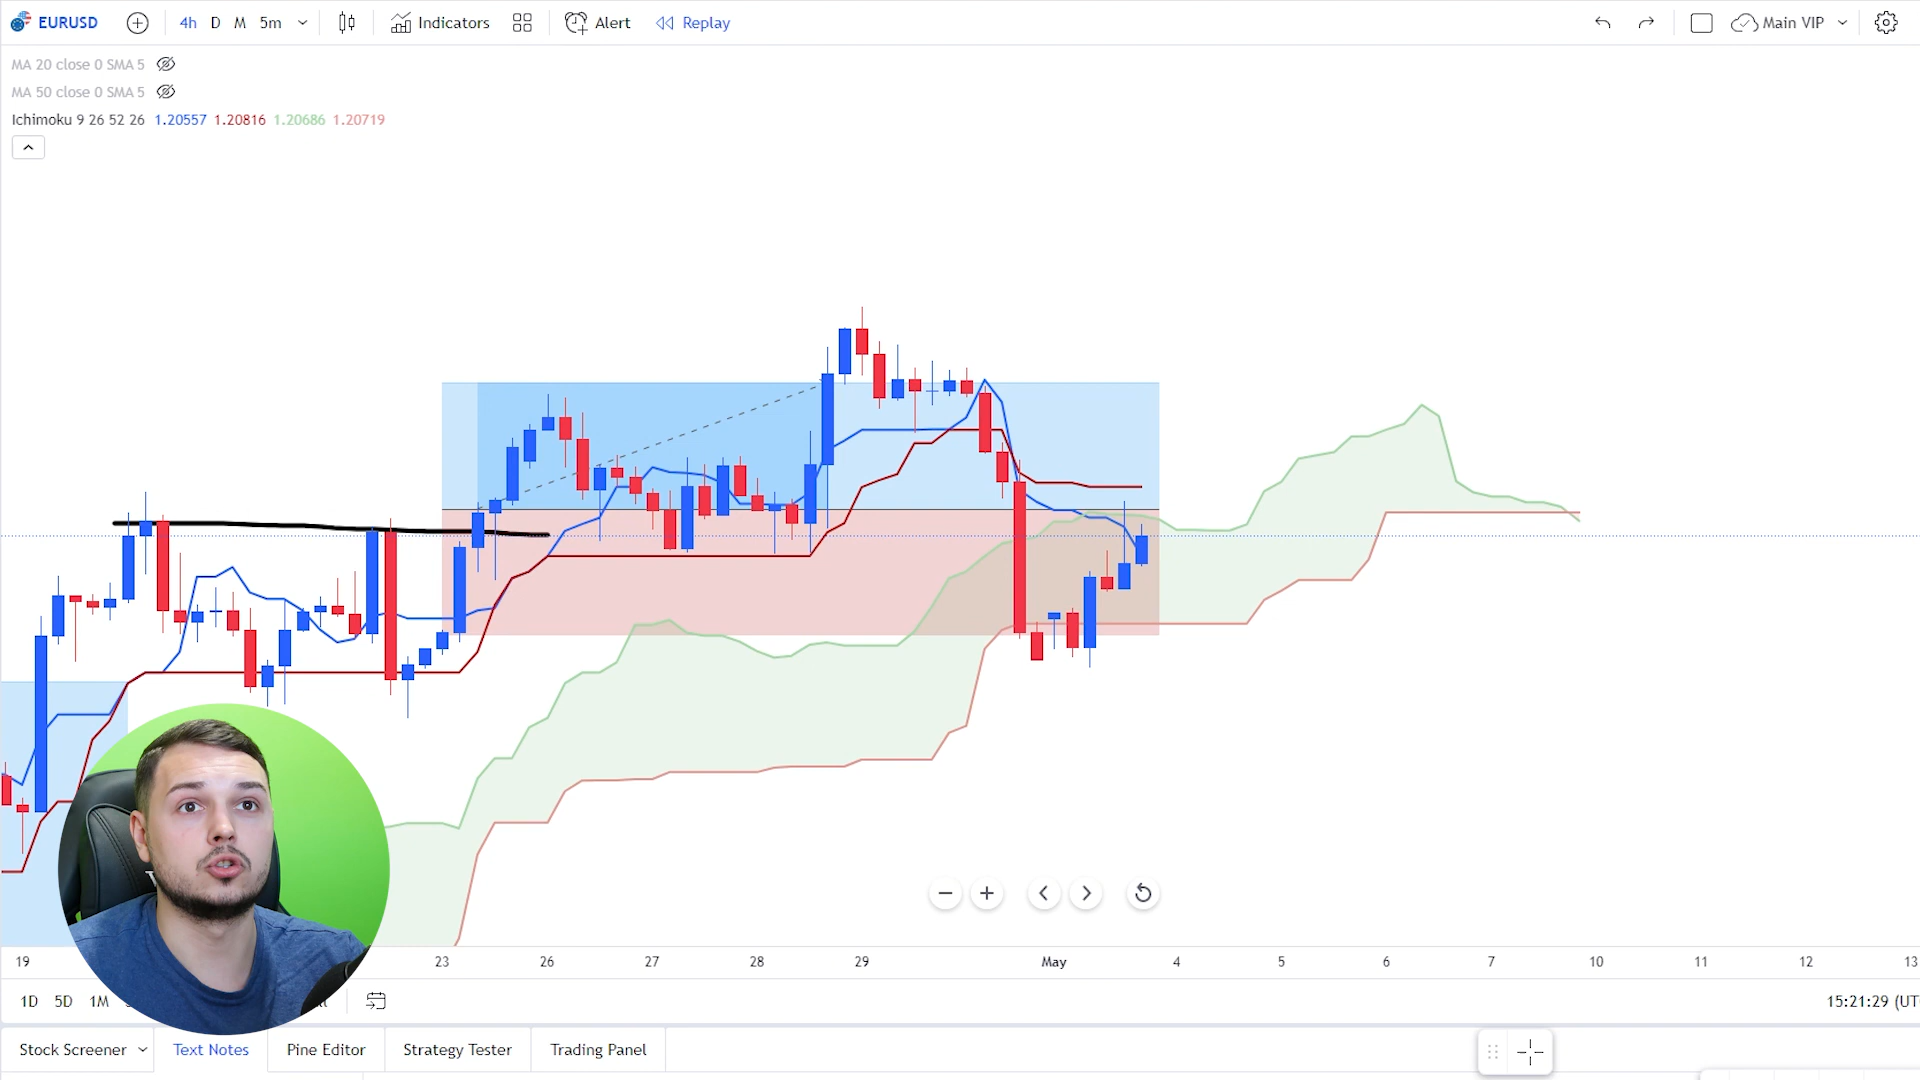 EURUSD 4h D M 5m Indicators Alert Replay Main VIP
MA 20 close 0 SMA 5
MA 50 close 0 SMA 5
Ichimoku 9 26 52 26 1.20557 1.20816 1.20686 1.20719
19 23 26 27 28 29 May 4 5 6 7 10 11 12 13
1D 5D 1M 15:21:29 (UT
Stock Screener Text Notes Pine Editor Strategy Tester Trading Panel